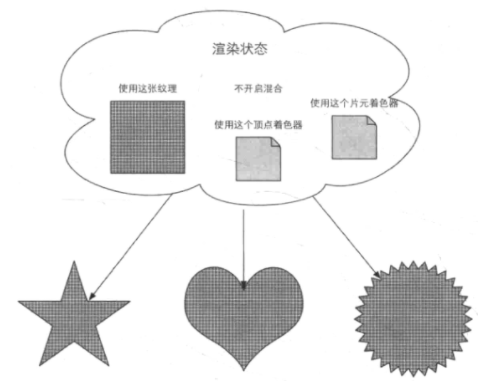 渲染状态
使用这张纹理
不开启混合
使用这个片元着色器
使用这个顶点着色器